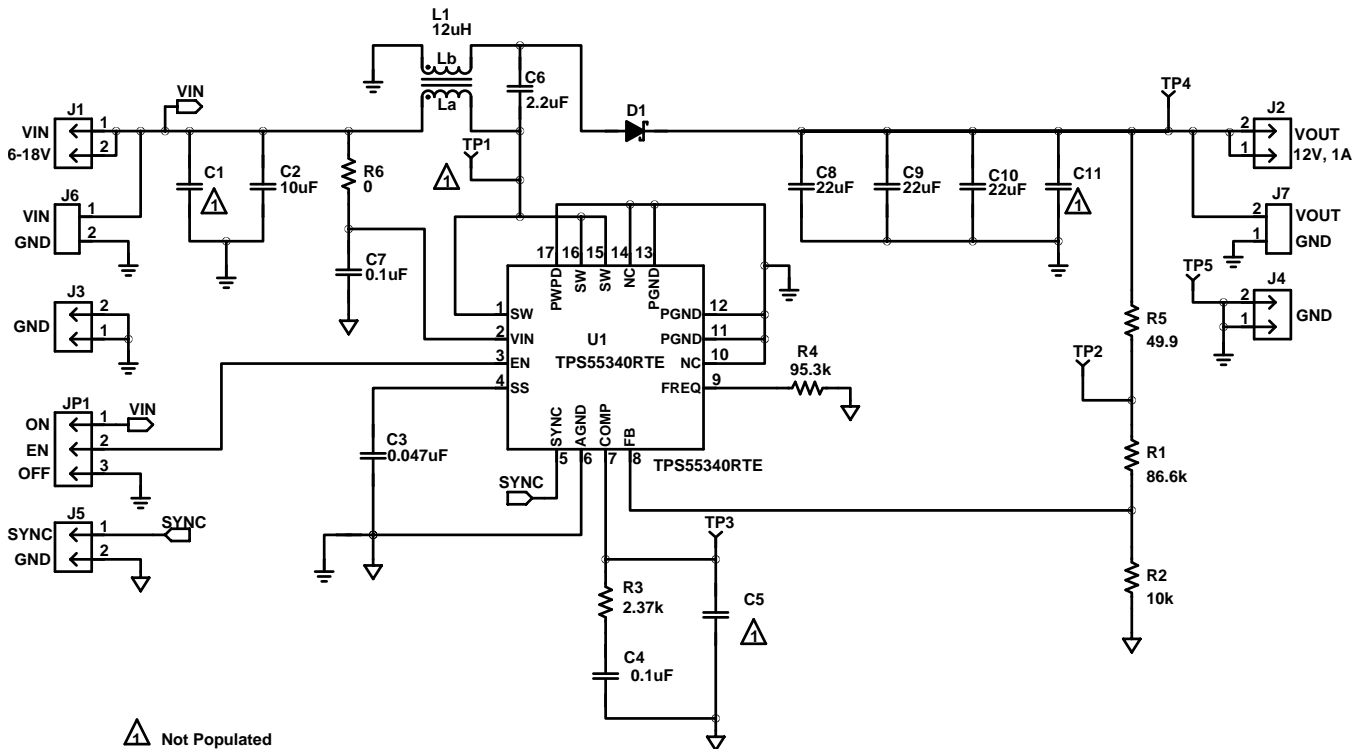 L1
12uH
Lb
La
C6
2.2uF
VIN
J1
VIN
6-18V
1
2
C1
1
C2
10uF
R6
0
TP1
1
D1
TP4
J2
2
1
VOUT
12V, 1A
C8
22uF
C9
22uF
C10
22uF
C11
1
J6
VIN
GND
1
2
C7
0.1uF
J7
2
1
VOUT
GND
17
16
15
14
13
PWPD
SW
SW
NC
PGND
J3
GND
2
1
TP5
J4
2
1
GND
1
2
3
4
SW
VIN
EN
SS
U1
TPS55340RTE
PGND
PGND
NC
FREQ
12
11
10
9
R4
95.3k
R5
49.9
TP2
JP1
ON
EN
OFF
1
2
3
VIN
C3
0.047uF
SYNC
AGND
COMP
FB
5
6
7
8
TPS55340RTE
R1
86.6k
SYNC
J5
SYNC
GND
1
2
SYNC
TP3
R3
2.37k
C5
1
R2
10k
C4
0.1uF
1
Not Populated